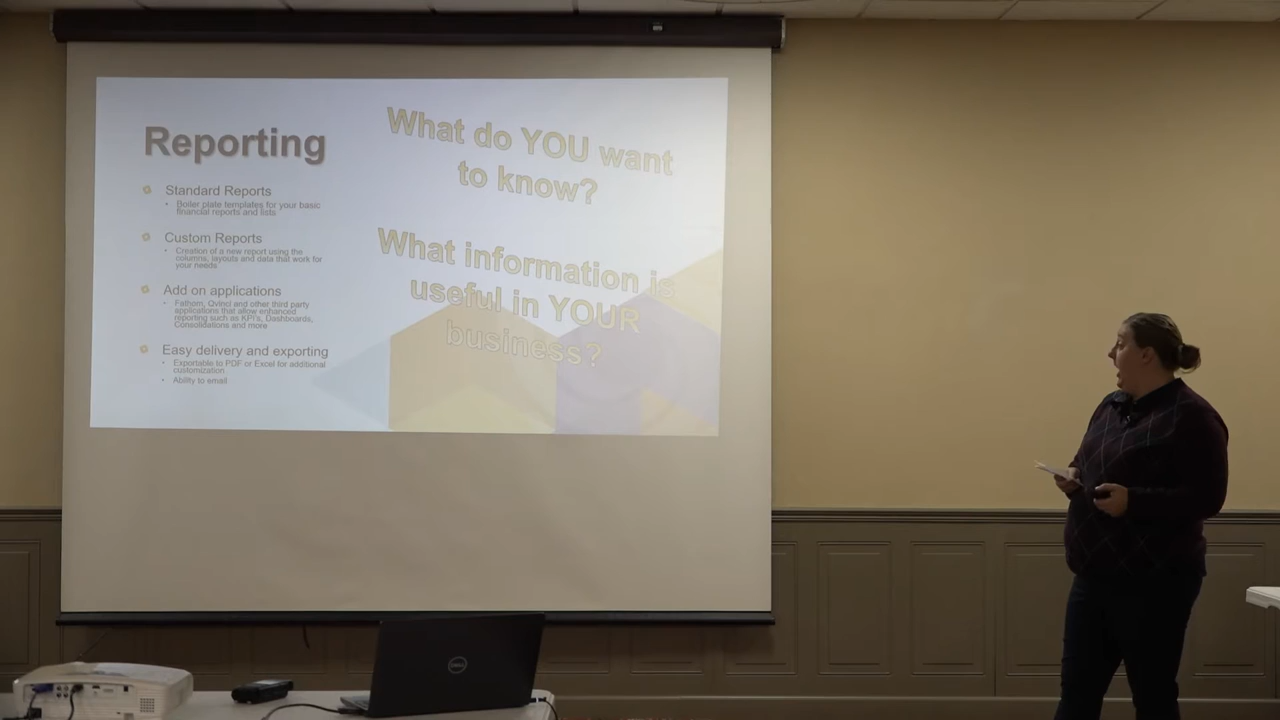 Reporting
Standard Reports
Boiler plate templates for your basic
financial reports and lists
Custom Reports
Creation of a new report using the
columns, layouts and data that work for
your needs.
Add on applications
Fathom, Qvinci and other third party
applications that allow enhanced
reporting such as KPI's, Dashboards,
Consolidations and more
Easy delivery and exporting
Exportable to PDF or Excel for additional
customization
Ability to email
What do YOU want
to know?
What information is
useful in YOUR
business?
DELL